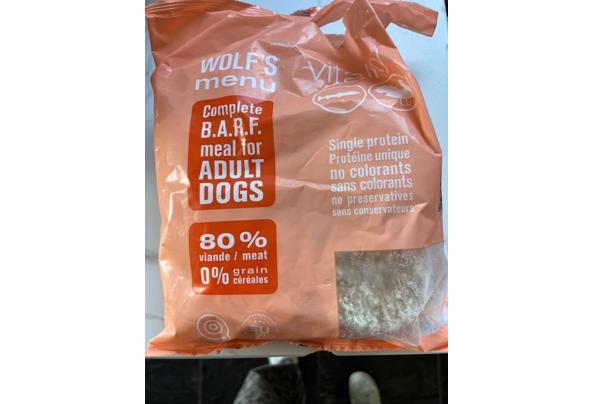 WOLF'S
menu
Complete
B.A.R.F.
meal for
ADULT
DOGS
Single protein
Protéine unique
no colorants
sans colorants
no preservatives
sans conservateurs
80%
viande / meat
0% grain
céréales